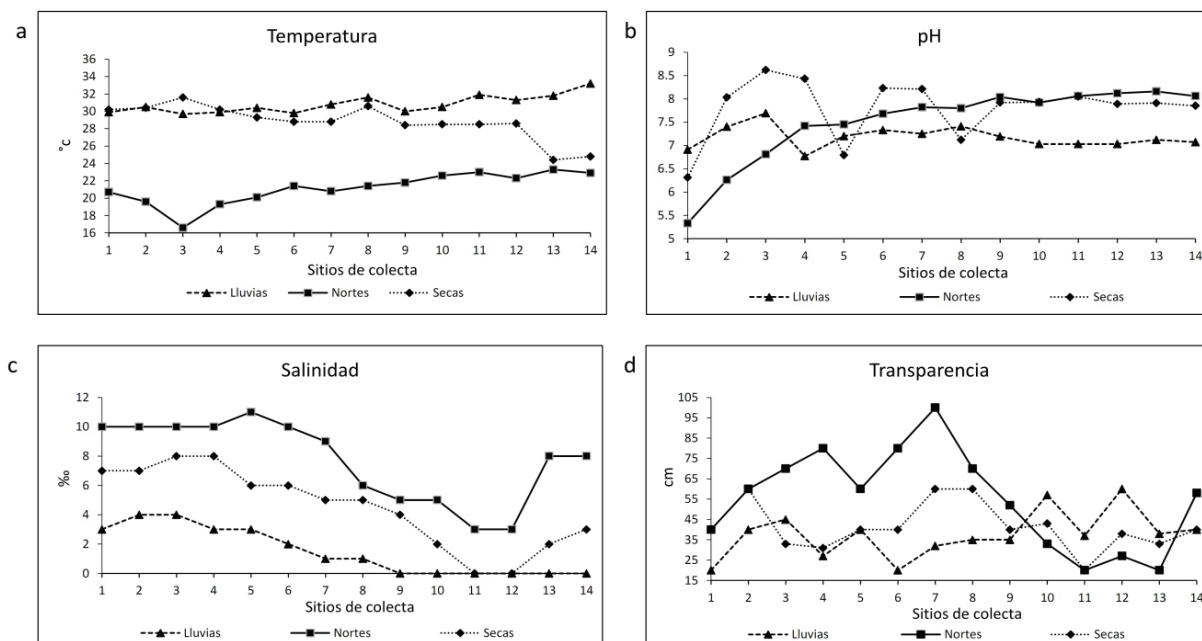 a
Temperatura
36
34
32
30
28
26
24
22
20
18
16
°c
1 2 3 4 5 6 7 8 9 10 11 12 13 14
Sitios de colecta
Lluvias Nortes Secas
b
pH
9
8.5
8
7.5
7
6.5
6
5.5
5
1 2 3 4 5 6 7 8 9 10 11 12 13 14
Sitios de colecta
Lluvias Nortes Secas
c
Salinidad
12
10
8
6
4
2
0
‰
1 2 3 4 5 6 7 8 9 10 11 12 13 14
Sitios de colecta
Lluvias Nortes Secas
d
Transparencia
105
95
85
75
65
55
45
35
25
15
cm
1 2 3 4 5 6 7 8 9 10 11 12 13 14
Sitios de colecta
Lluvias Nortes Secas